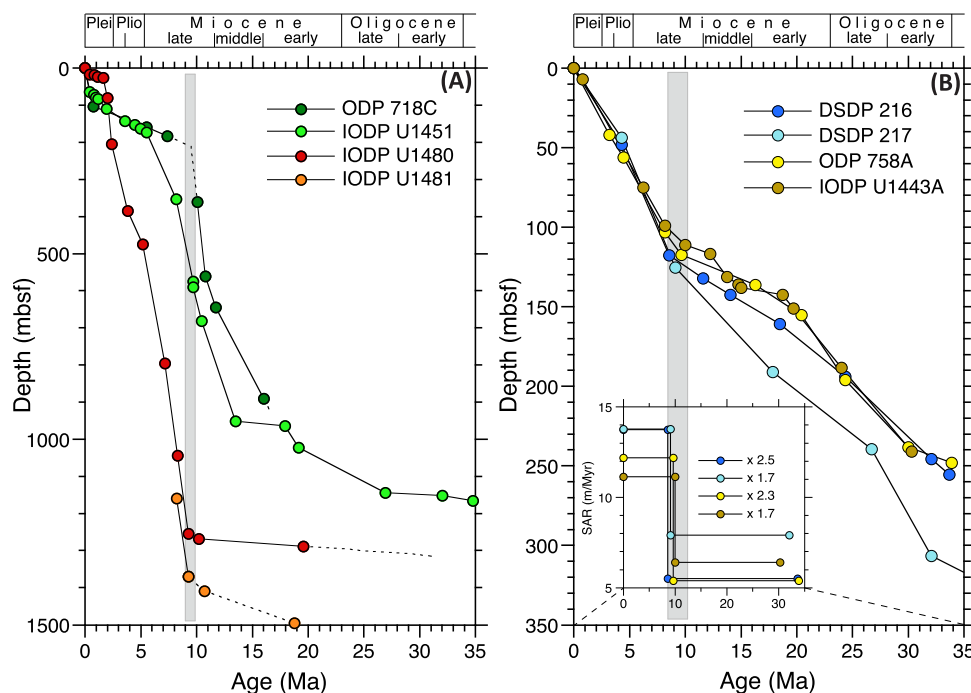 Plei Plio M i o c e n e O l i g o c e n e
late middle early late early
Plei Plio M i o c e n e O l i g o c e n e
late middle early late early
(A)
ODP 718C
IODP U1451
IODP U1480
IODP U1481
0
500
1000
1500
Depth (mbsf)
0 5 10 15 20 25 30 35
Age (Ma)
(B)
DSDP 216
DSDP 217
ODP 758A
IODP U1443A
0
50
100
150
200
250
300
350
Depth (mbsf)
15
10
5
SAR (m/Myr)
x 2.5
x 1.7
x 2.3
x 1.7
0 10 20 30
0 5 10 15 20 25 30 35
Age (Ma)